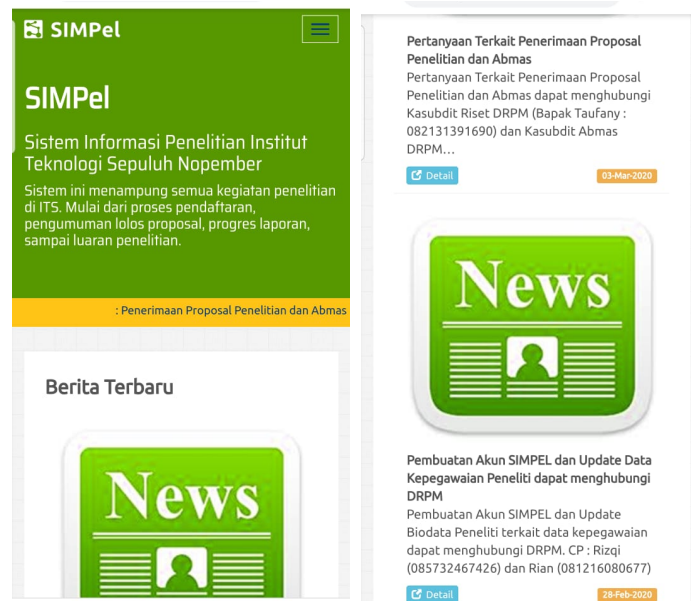 SIMPel
SIMPel
Sistem Informasi Penelitian Institut
Teknologi Sepuluh Nopember
Sistem ini menampung semua kegiatan penelitian
di ITS. Mulai dari proses pendaftaran,
pengumuman lolos proposal, progres laporan,
sampai luaran penelitian.
: Penerimaan Proposal Penelitian dan Abmas
Berita Terbaru
News
Pertanyaan Terkait Penerimaan Proposal
Penelitian dan Abmas
Pertanyaan Terkait Penerimaan Proposal
Penelitian dan Abmas dapat menghubungi
Kasubdit Riset DRPM (Bapak Taufany :
082131391690) dan Kasubdit Abmas
DRPM...
Detail
03-Mar-2020
News
Pembuatan Akun SIMPEL dan Update Data
Kepegawaian Peneliti dapat menghubungi
DRPM
Pembuatan Akun SIMPEL dan Update
Biodata Peneliti terkait data kepegawaian
dapat menghubungi DRPM. CP : Rizqi
(085732467426) dan Rian (081216080677)
Detail
28-Feb-2020